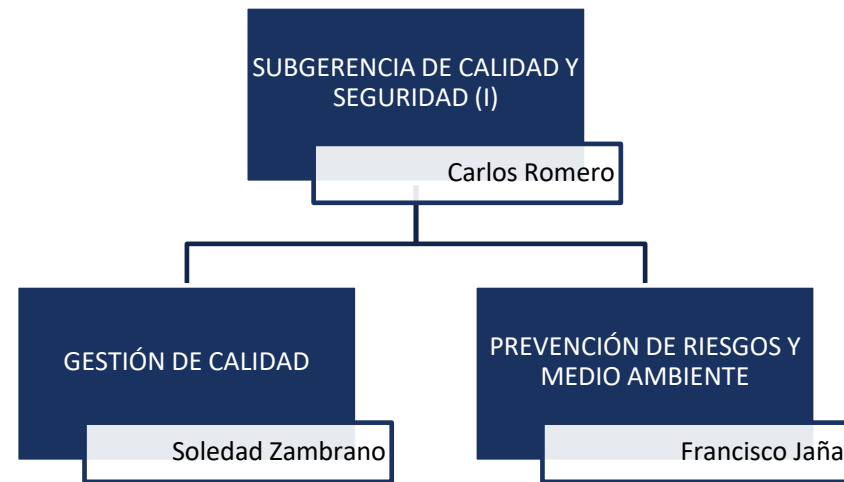 SUBGERENCIA DE CALIDAD Y
SEGURIDAD (I)
Carlos Romero
GESTIÓN DE CALIDAD
Soledad Zambrano
PREVENCIÓN DE RIESGOS Y
MEDIO AMBIENTE
Francisco Jaña